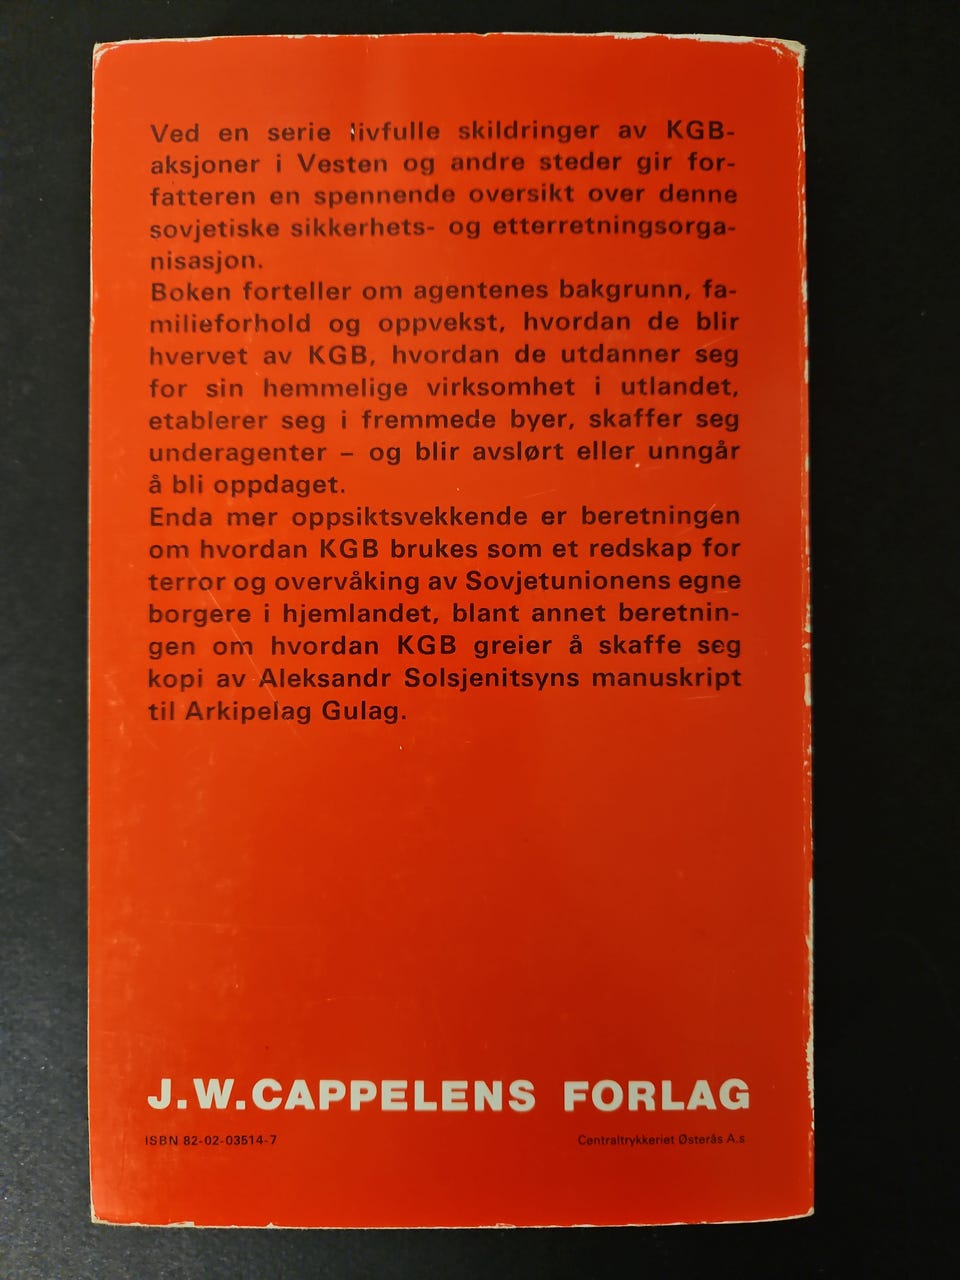 Ved en serie livfulle skildringer av KGB-
aksjoner i Vesten og andre steder gir for-
fatteren en spennende oversikt over denne
sovjetiske sikkerhets- og etterretningsorga-
nisasjon.
Boken forteller om agentenes bakgrunn, fa-
milieforhold og oppvekst, hvordan de blir
hvervet av KGB, hvordan de utdanner seg
for sin hemmelige virksomhet i utlandet,
etablerer seg i fremmede byer, skaffer seg
underagenter – og blir avslørt eller unngår
å bli oppdaget.
Enda mer oppsiktsvekkende er beretningen
om hvordan KGB brukes som et redskap for
terror og overvåking av Sovjetunionens egne
borgere i hjemlandet, blant annet beretnin-
gen om hvordan KGB greier å skaffe seg
kopi av Aleksandr Solsjenitsyns manuskript
til Arkipelag Gulag.
J.W.CAPPELENS FORLAG
ISBN 82-02-03514-7
Centraltrykkeriet Østerås A.s